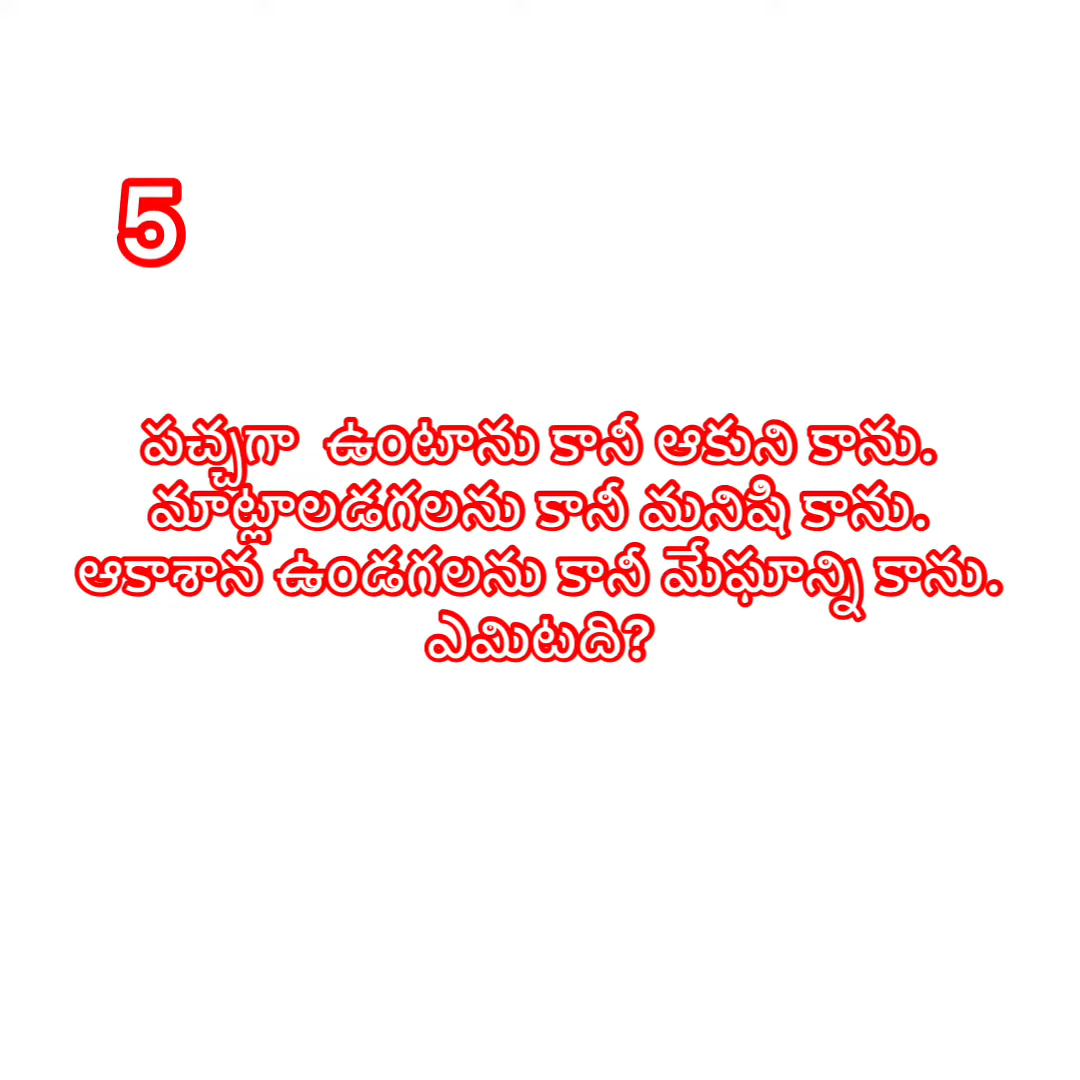 5
పచ్చగా ఉంటాను కానీ ఆకుని కాను.
మాట్లాలడగలను కానీ మనిషి కాను.
ఆకాశాన ఉండగలను కానీ మేఘాన్ని కాను.
ఎమిటది?